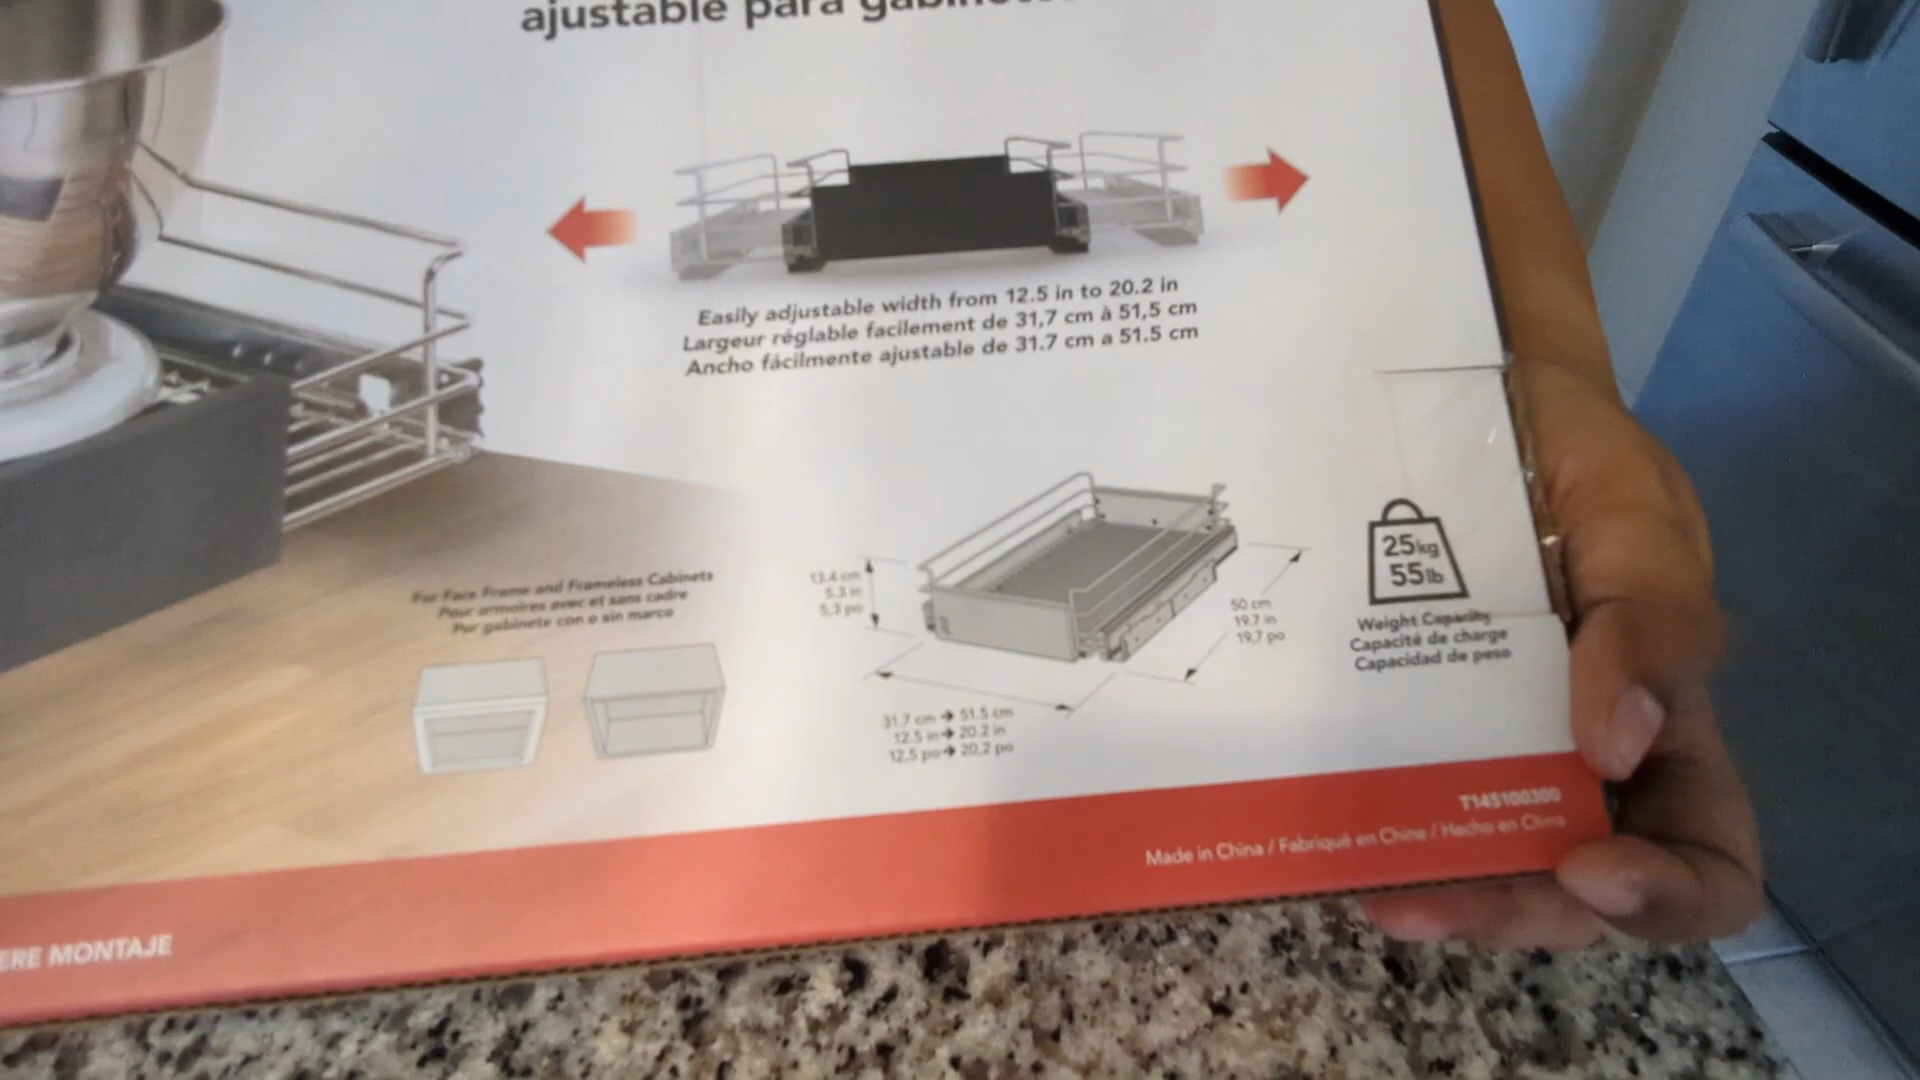 ajustable para
Easily adjustable width from 12.5 in to 20.2 in
Largeur réglable facilement de 31,7 cm à 51,5 cm
Ancho fácilmente ajustable de 31.7 cm a 51.5 cm
For Face Frame and Frameless Cabinets
Pour armoires avec et sans cadre
Por gabinete con o sin marco
13.4 cm
5.3 in
5,3 po
50 cm
19.7 in
19,7 po
31.7 cm → 51.5 cm
12.5 in → 20.2 in
12,5 po → 20,2 po
25kg
55lb
Weight Capacity
Capacité de charge
Capacidad de peso
T145100300
Made in China / Fabriqué en Chine / Hecho en China
ERE MONTAJE